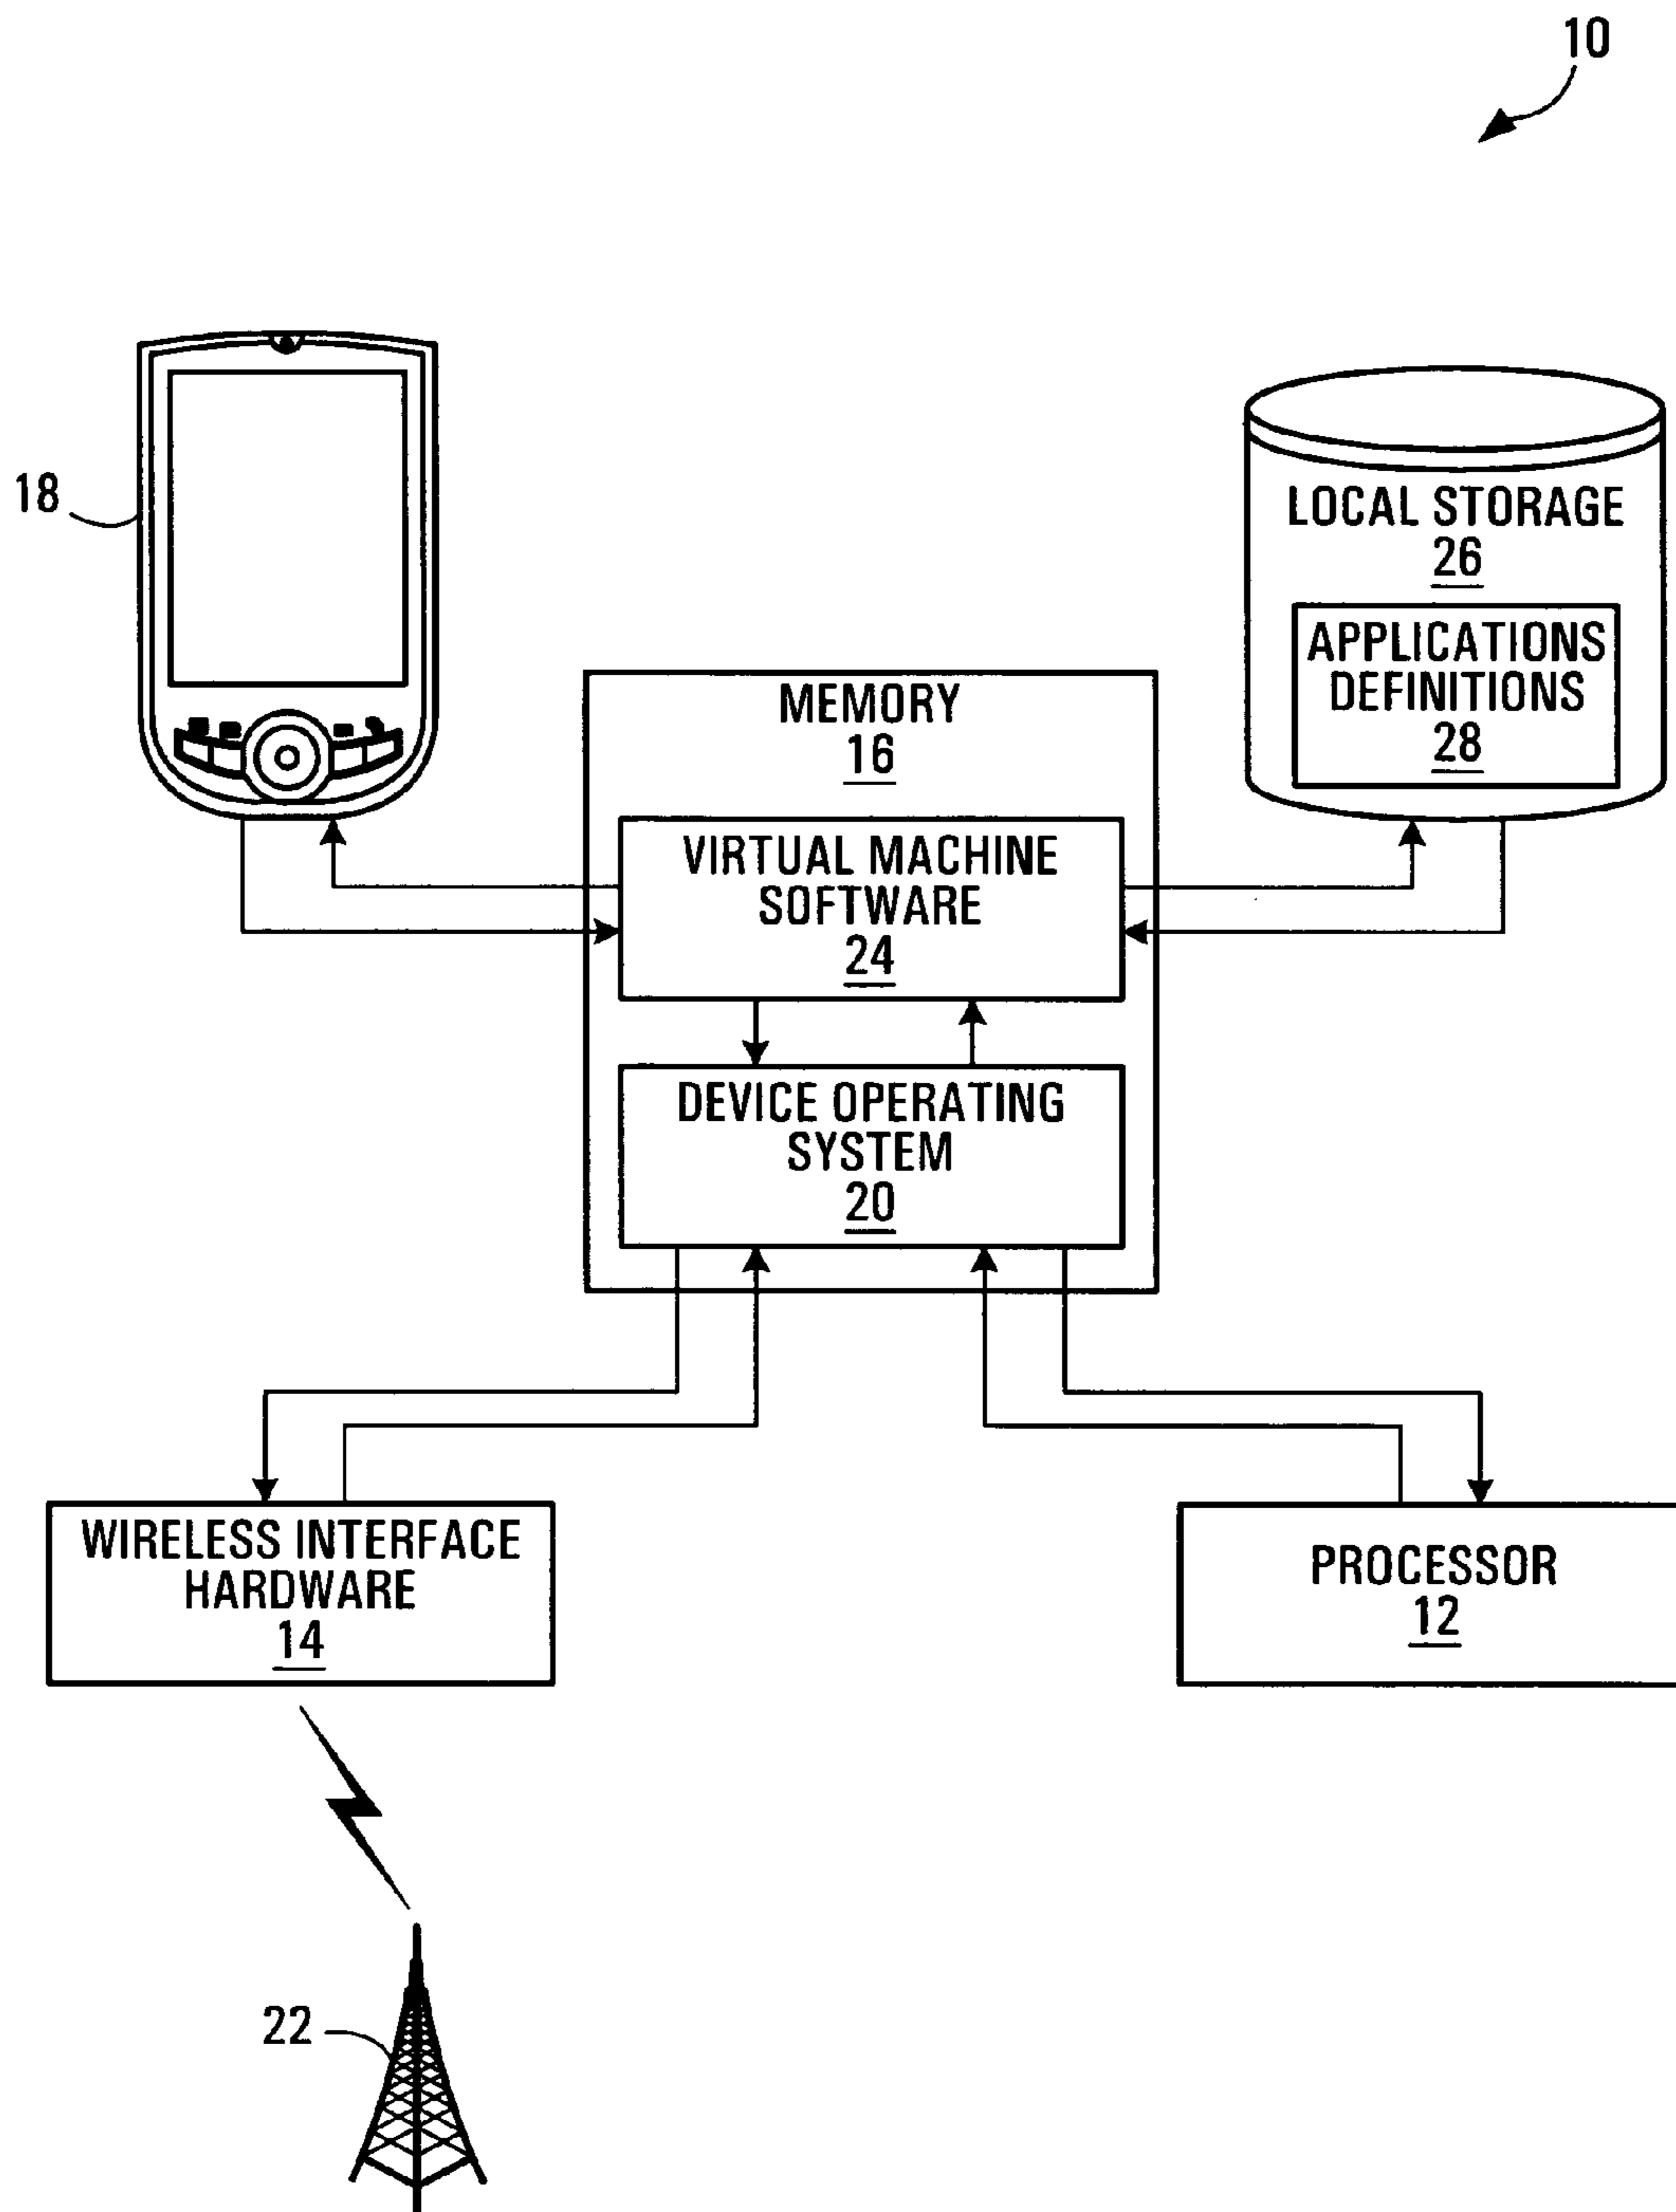 10
18
LOCAL STORAGE
26
APPLICATIONS
DEFINITIONS
28
MEMORY
16
VIRTUAL MACHINE
SOFTWARE
24
DEVICE OPERATING
SYSTEM
20
WIRELESS INTERFACE
HARDWARE
14
PROCESSOR
12
22